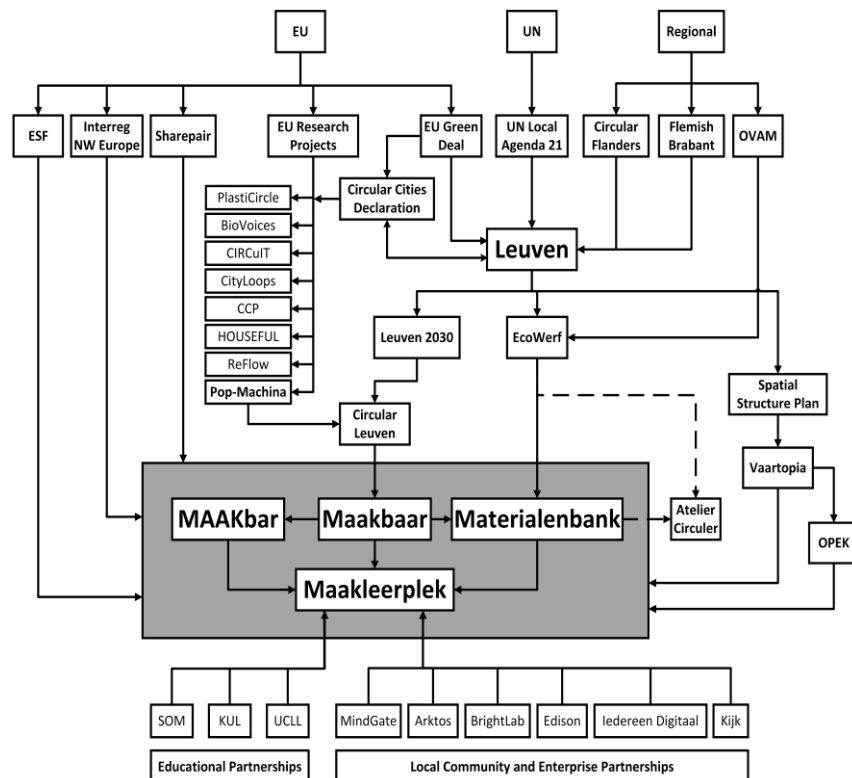 EU
UN
Regional
ESF
Interreg
NW Europe
Sharepair
EU Research
Projects
EU Green
Deal
UN Local
Agenda 21
Circular
Flanders
Flemish
Brabant
OVAM
PlastiCircle
BioVoices
CIRCuIT
CityLoops
CCP
HOUSEFUL
ReFlow
Pop-Machina
Circular Cities
Declaration
Leuven
Leuven 2030
EcoWerf
Circular
Leuven
Spatial
Structure Plan
Vaartopia
OPEK
MAAKbar
Maakbaar
Materialenbank
Atelier
Circuler
Maakleerplek
SOM
KUL
UCLL
MindGate
Arktos
BrightLab
Edison
Iedereen Digitaal
Kijk
Educational Partnerships
Local Community and Enterprise Partnerships